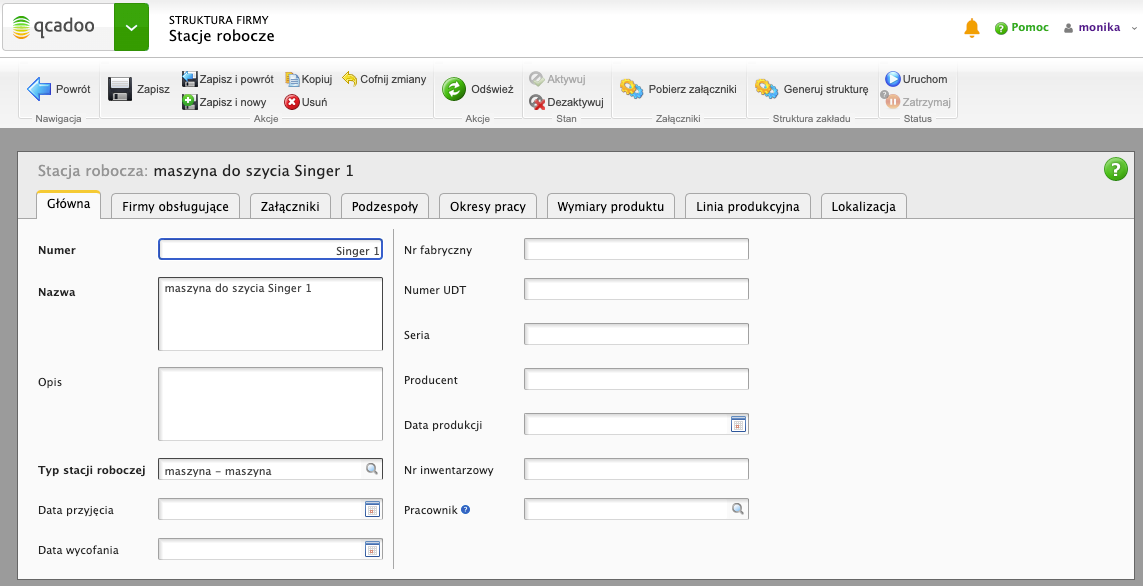 qcadoo
STRUKTURA FIRMY
Stacje robocze
Pomoc
monika
Powrót
Nawigacja
Zapisz
Zapisz i powrót
Kopiuj
Cofnij zmiany
Zapisz i nowy
Usuń
Akcje
Odśwież
Akcje
Aktywuj
Dezaktywuj
Stan
Pobierz załączniki
Załączniki
Generuj strukturę
Struktura zakładu
Uruchom
Zatrzymaj
Status
Stacja robocza: maszyna do szycia Singer 1
Główna
Firmy obsługujące
Załączniki
Podzespoły
Okresy pracy
Wymiary produktu
Linia produkcyjna
Lokalizacja
Numer
Singer 1
Nazwa
maszyna do szycia Singer 1
Opis
Typ stacji roboczej
maszyna - maszyna
Data przyjęcia
Data wycofania
Nr fabryczny
Numer UDT
Seria
Producent
Data produkcji
Nr inwentarzowy
Pracownik